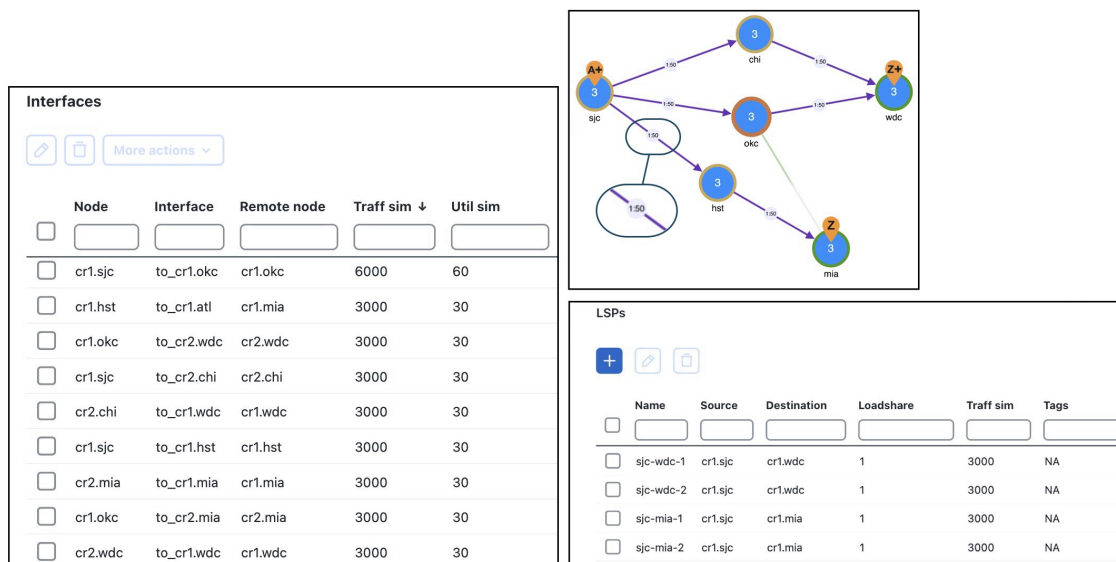 Interfaces
More actions
Node Interface Remote node Traff sim ↓ Util sim
cr1.sjc to_cr1.okc cr1.okc 6000 60
cr1.hst to_cr1.atl cr1.mia 3000 30
cr1.okc to_cr2.wdc cr2.wdc 3000 30
cr1.sjc to_cr2.chi cr2.chi 3000 30
cr2.chi to_cr1.wdc cr1.wdc 3000 30
cr1.sjc to_cr1.hst cr1.hst 3000 30
cr2.mia to_cr1.mia cr1.mia 3000 30
cr1.okc to_cr2.mia cr2.mia 3000 30
cr2.wdc to_cr1.wdc cr1.wdc 3000 30
3
chi
1:50
1:50
A+
3
sjc
1:50
3
okc
1:50
Z+
3
wdc
1:50
1:50
3
hst
1:50
Z
3
mia
LSPs
Name Source Destination Loadshare Traff sim Tags
sjc-wdc-1 cr1.sjc cr1.wdc 1 3000 NA
sjc-wdc-2 cr1.sjc cr1.wdc 1 3000 NA
sjc-mia-1 cr1.sjc cr1.mia 1 3000 NA
sjc-mia-2 cr1.sjc cr1.mia 1 3000 NA